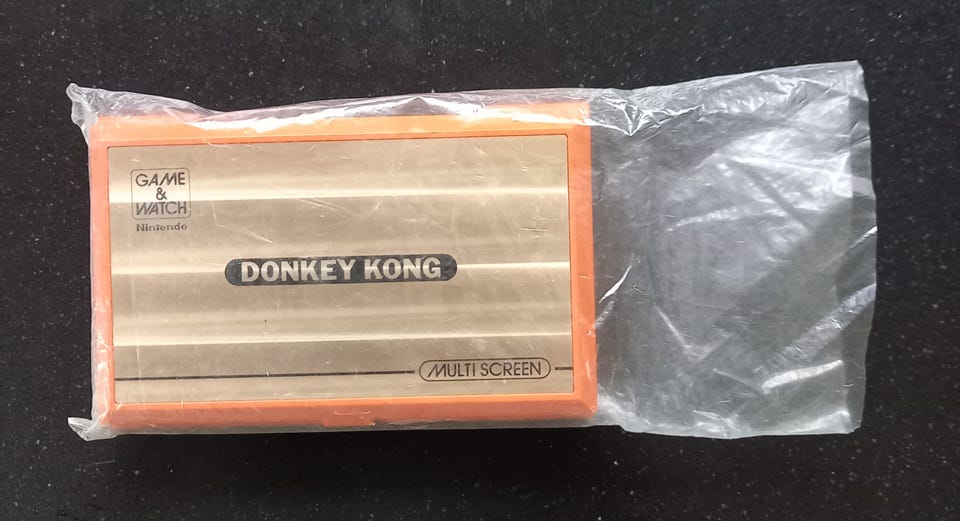 GAME
&
WATCH
Nintendo
DONKEY KONG
MULTI SCREEN